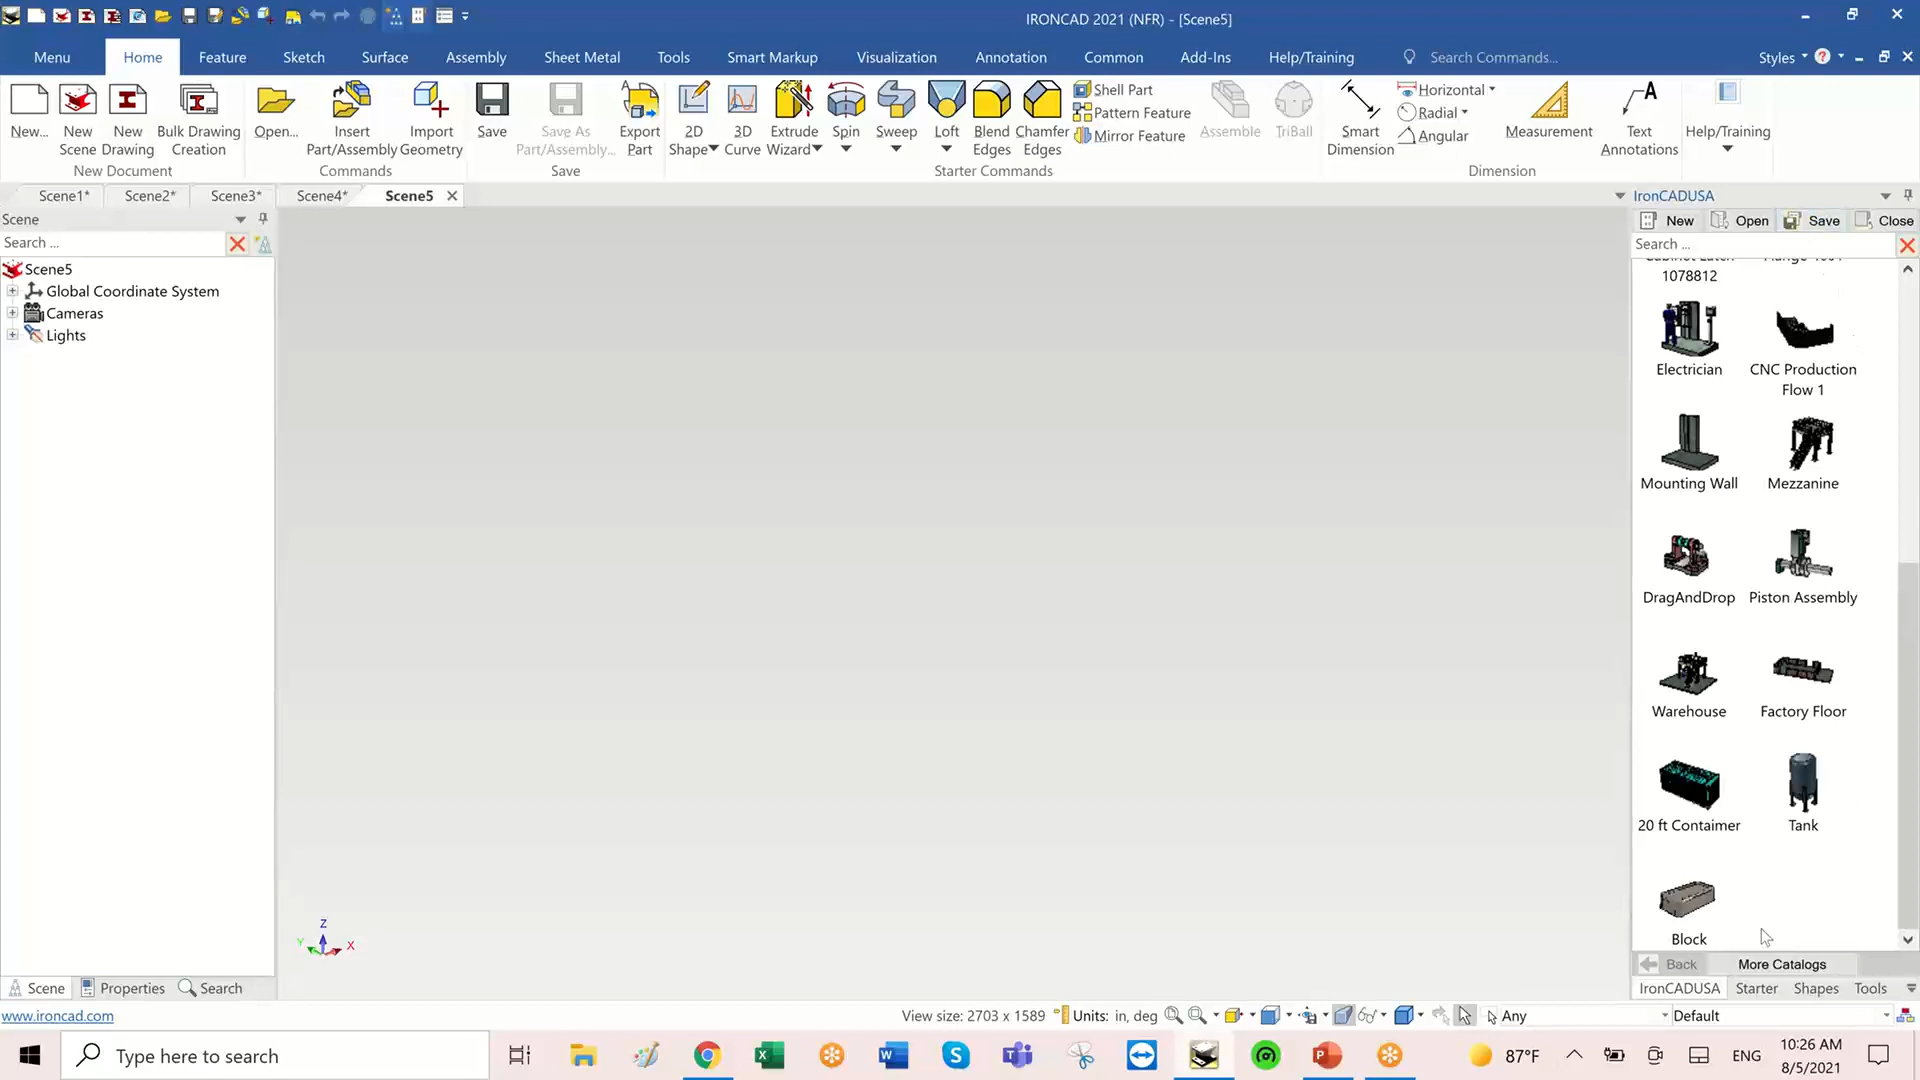 IRONCAD 2021 (NFR) - [Scene5]
Menu Home Feature Sketch Surface Assembly Sheet Metal Tools Smart Markup Visualization Annotation Common Add-Ins Help/Training Search Commands... Styles
New... New Scene New Drawing Bulk Drawing Creation
New Document
Open... Insert Part/Assembly Import Geometry
Commands
Save Save As Part/Assembly... Export Part
Save
2D Shape 3D Curve Extrude Wizard Spin Sweep Loft Blend Edges Chamfer Edges
Shell Part
Pattern Feature
Mirror Feature
Assemble TriBall
Starter Commands
Smart Dimension
Horizontal
Radial
Angular
Measurement Text Annotations
Dimension
Help/Training
Scene1* Scene2* Scene3* Scene4* Scene5
Scene
Search ...
Scene5
Global Coordinate System
Cameras
Lights
Z
Y X
IronCADUSA
New Open Save Close
Search ...
1078812
Electrician CNC Production Flow 1
Mounting Wall Mezzanine
DragAndDrop Piston Assembly
Warehouse Factory Floor
20 ft Contaimer Tank
Block
Back More Catalogs
IronCADUSA Starter Shapes Tools
Scene Properties Search
www.ironcad.com
View size: 2703 x 1589 Units: in, deg Any Default
Type here to search
87°F ENG
10:26 AM
8/5/2021